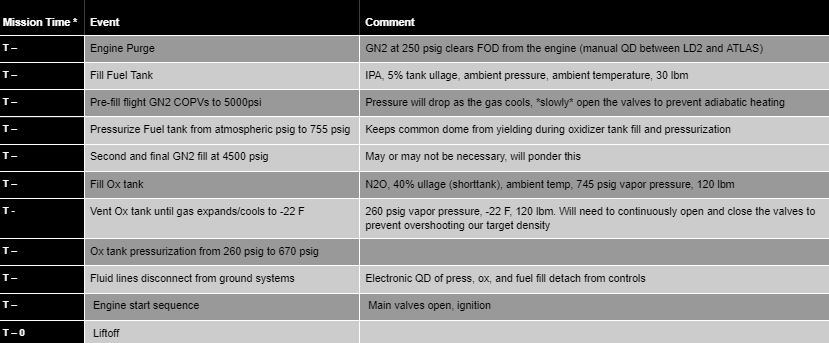 Mission Time * Event Comment
T – Engine Purge GN2 at 250 psig clears FOD from the engine (manual QD between LD2 and ATLAS)
T – Fill Fuel Tank IPA, 5% tank ullage, ambient pressure, ambient temperature, 30 lbm
T – Pre-fill flight GN2 COPVs to 5000psi Pressure will drop as the gas cools, *slowly* open the valves to prevent adiabatic heating
T – Pressurize Fuel tank from atmospheric psig to 755 psig Keeps common dome from yielding during oxidizer tank fill and pressurization
T – Second and final GN2 fill at 4500 psig May or may not be necessary, will ponder this
T – Fill Ox tank N2O, 40% ullage (shorttank), ambient temp, 745 psig vapor pressure, 120 lbm
T - Vent Ox tank until gas expands/cools to -22 F 260 psig vapor pressure, -22 F, 120 lbm. Will need to continuously open and close the valves to
prevent overshooting our target density
T – Ox tank pressurization from 260 psig to 670 psig
T – Fluid lines disconnect from ground systems Electronic QD of press, ox, and fuel fill detach from controls
T – Engine start sequence Main valves open, ignition
T – 0 Liftoff